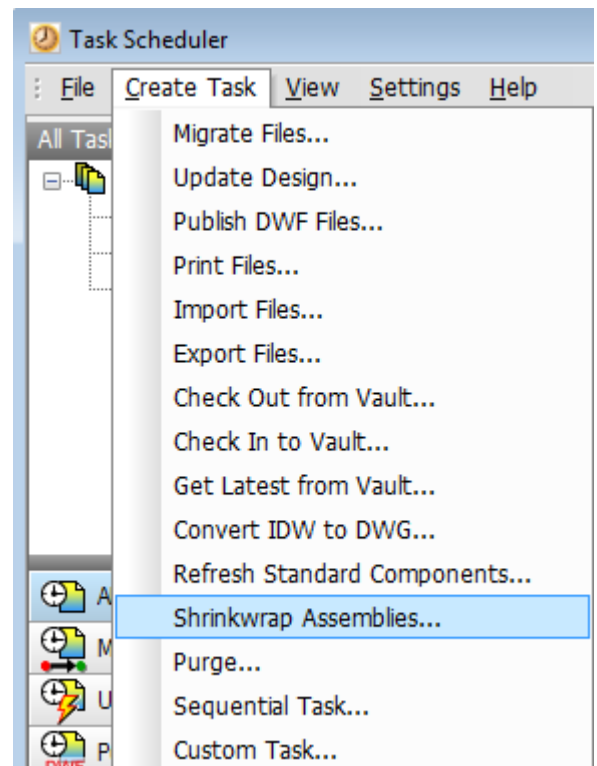 Task Scheduler
File Create Task View Settings Help
All Tas
Migrate Files...
Update Design...
Publish DWF Files...
Print Files...
Import Files...
Export Files...
Check Out from Vault...
Check In to Vault...
Get Latest from Vault...
Convert IDW to DWG...
Refresh Standard Components...
A
Shrinkwrap Assemblies...
M
Purge...
U
Sequential Task...
P
Custom Task...